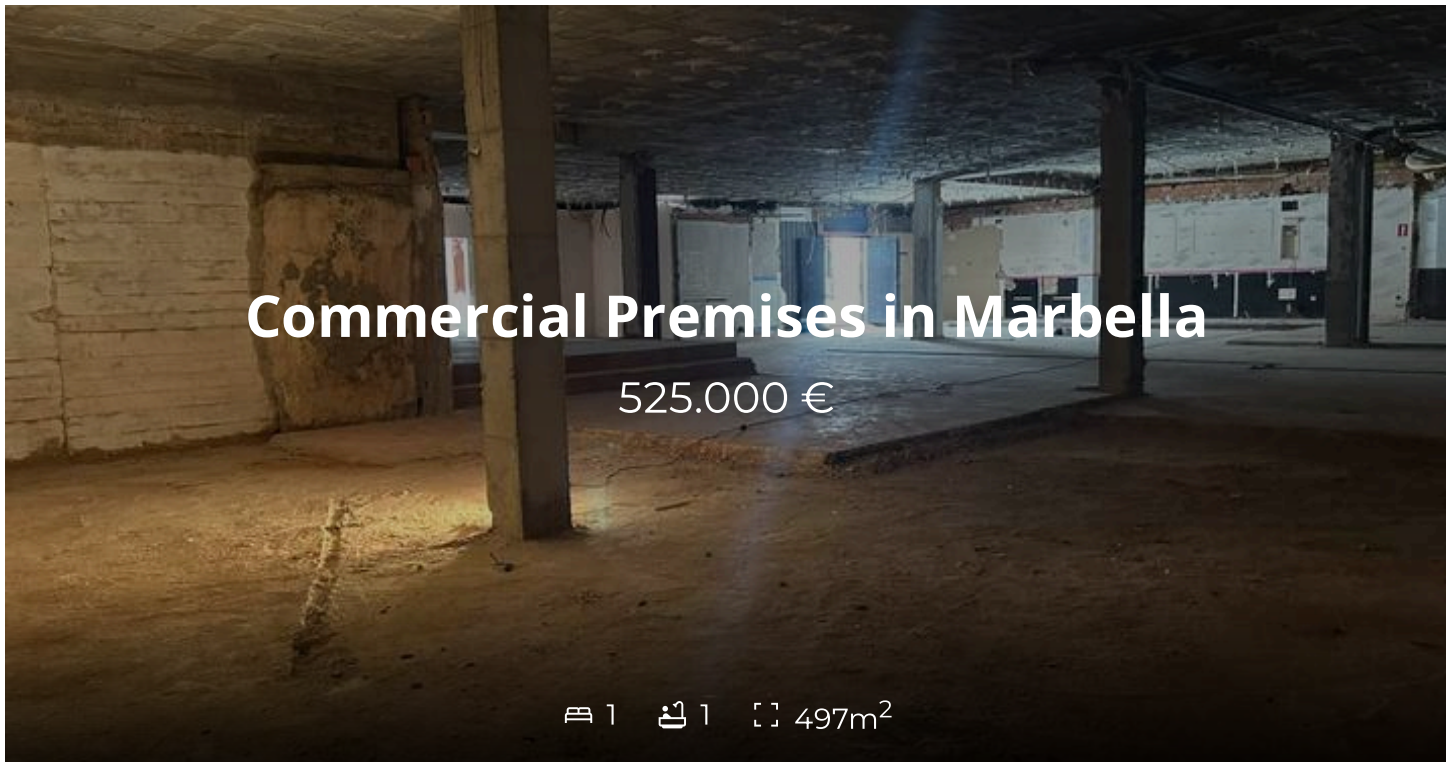 Commercial Premises in Marbella
525.000 €
1 1 497m²